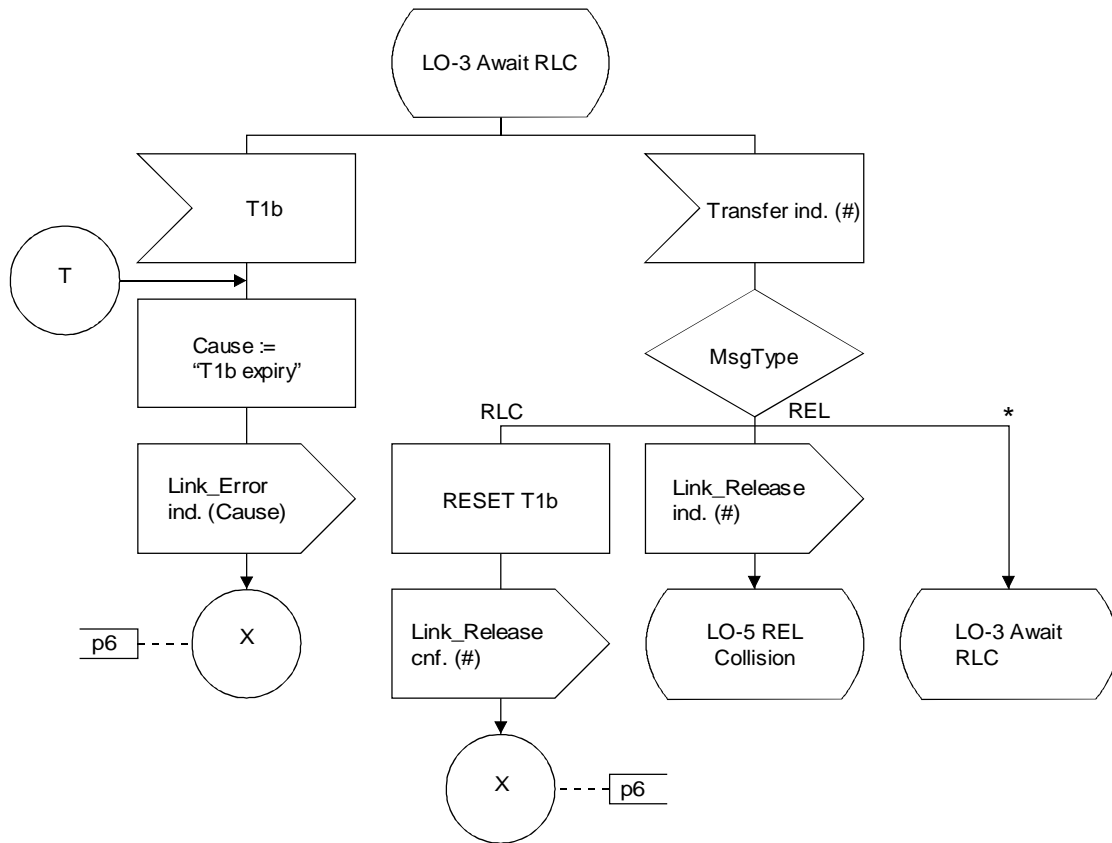 LO-3 Await RLC
T1b
Transfer ind. (#)
T
Cause :=
“T1b expiry”
MsgType
RLC
REL
*
Link_Error
ind. (Cause)
RESET T1b
Link_Release
ind. (#)
p6
X
Link_Release
cnf. (#)
LO-5 REL
Collision
LO-3 Await
RLC
X
p6